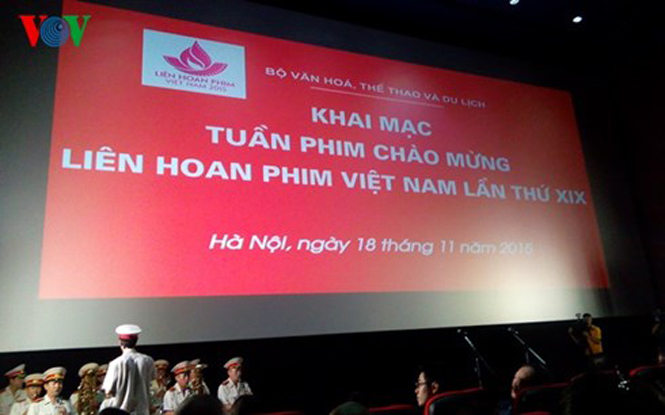 VOV
LIÊN HOAN PHIM
VIỆT NAM 2015
BỘ VĂN HOÁ, THỂ THAO VÀ DU LỊCH
KHAI MẠC
TUẦN PHIM CHÀO MỪNG
LIÊN HOAN PHIM VIỆT NAM LẦN THỨ XIX
Hà Nội, ngày 18 tháng 11 năm 2015